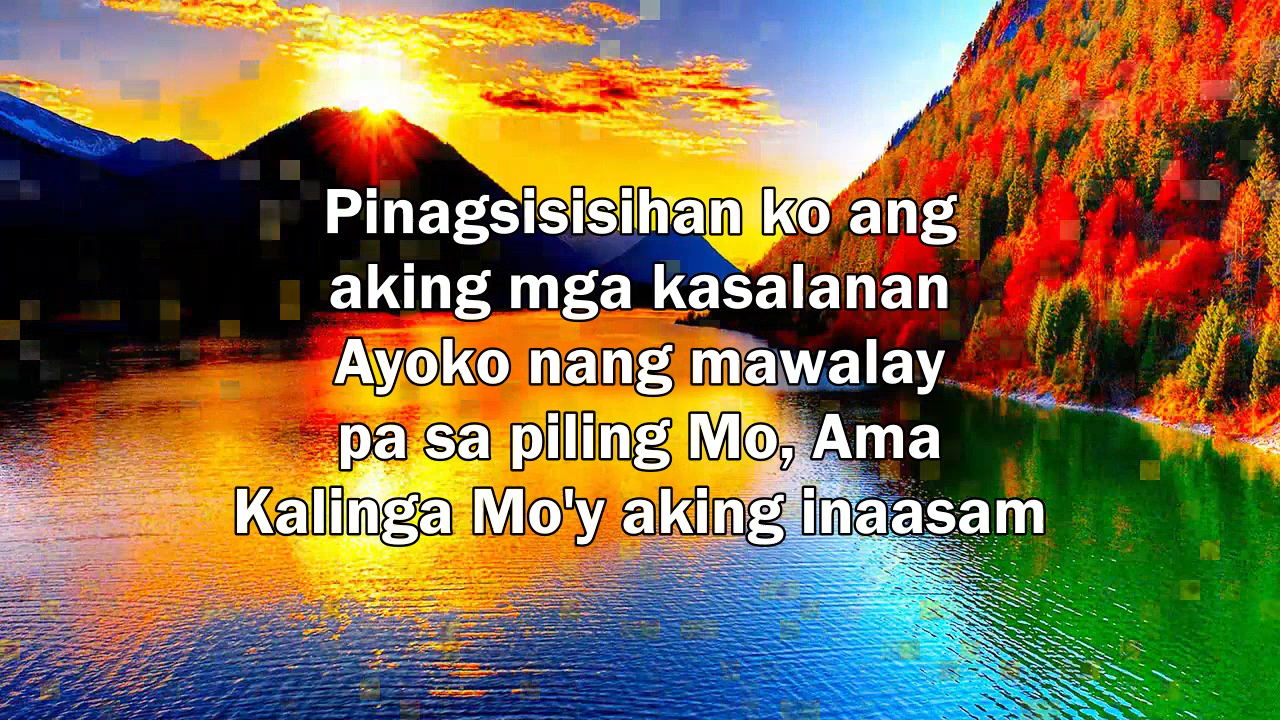 Pinagsisisihan ko ang
aking mga kasalanan
Ayoko nang mawalay
pa sa piling Mo, Ama
Kalinga Mo'y aking inaasam